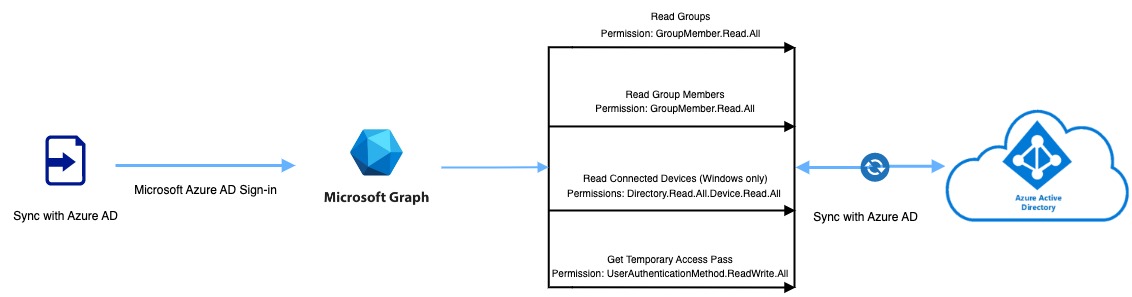 Read Groups
Permission: GroupMember.Read.All
Read Group Members
Permission: GroupMember.Read.All
Microsoft Azure AD Sign-in
Sync with Azure AD
Microsoft Graph
Read Connected Devices (Windows only)
Permissions: Directory.Read.All.Device.Read.All
Sync with Azure AD
Azure Active
Directory
Get Temporary Access Pass
Permission: UserAuthenticationMethod.ReadWrite.All